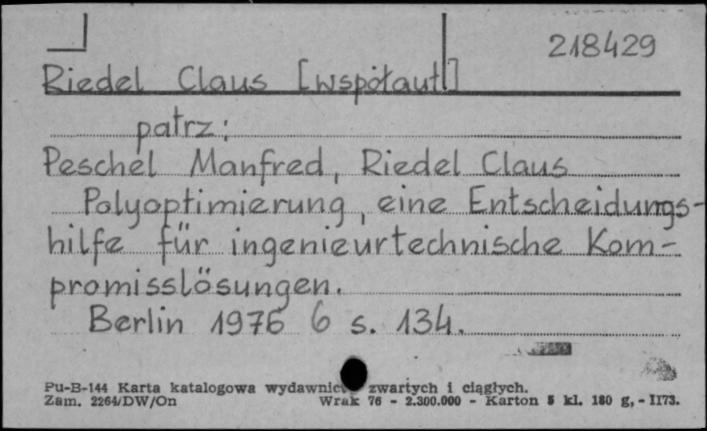 218429
Riedel Claus [współaut]
patrz:
Peschel Manfred, Riedel Claus
Polyoptimierung, eine Entscheidungs-
hilfe für ingenieurtechnische Kom-
promisslösungen.
Berlin 1976 6 s. 134.
Pu-B-144 Karta katalogowa wydawnic zwartych i ciągłych.
Zam. 2264/DW/On Wrak 76 - 2.300.000 - Karton 5 kl. 180 g, - II73.